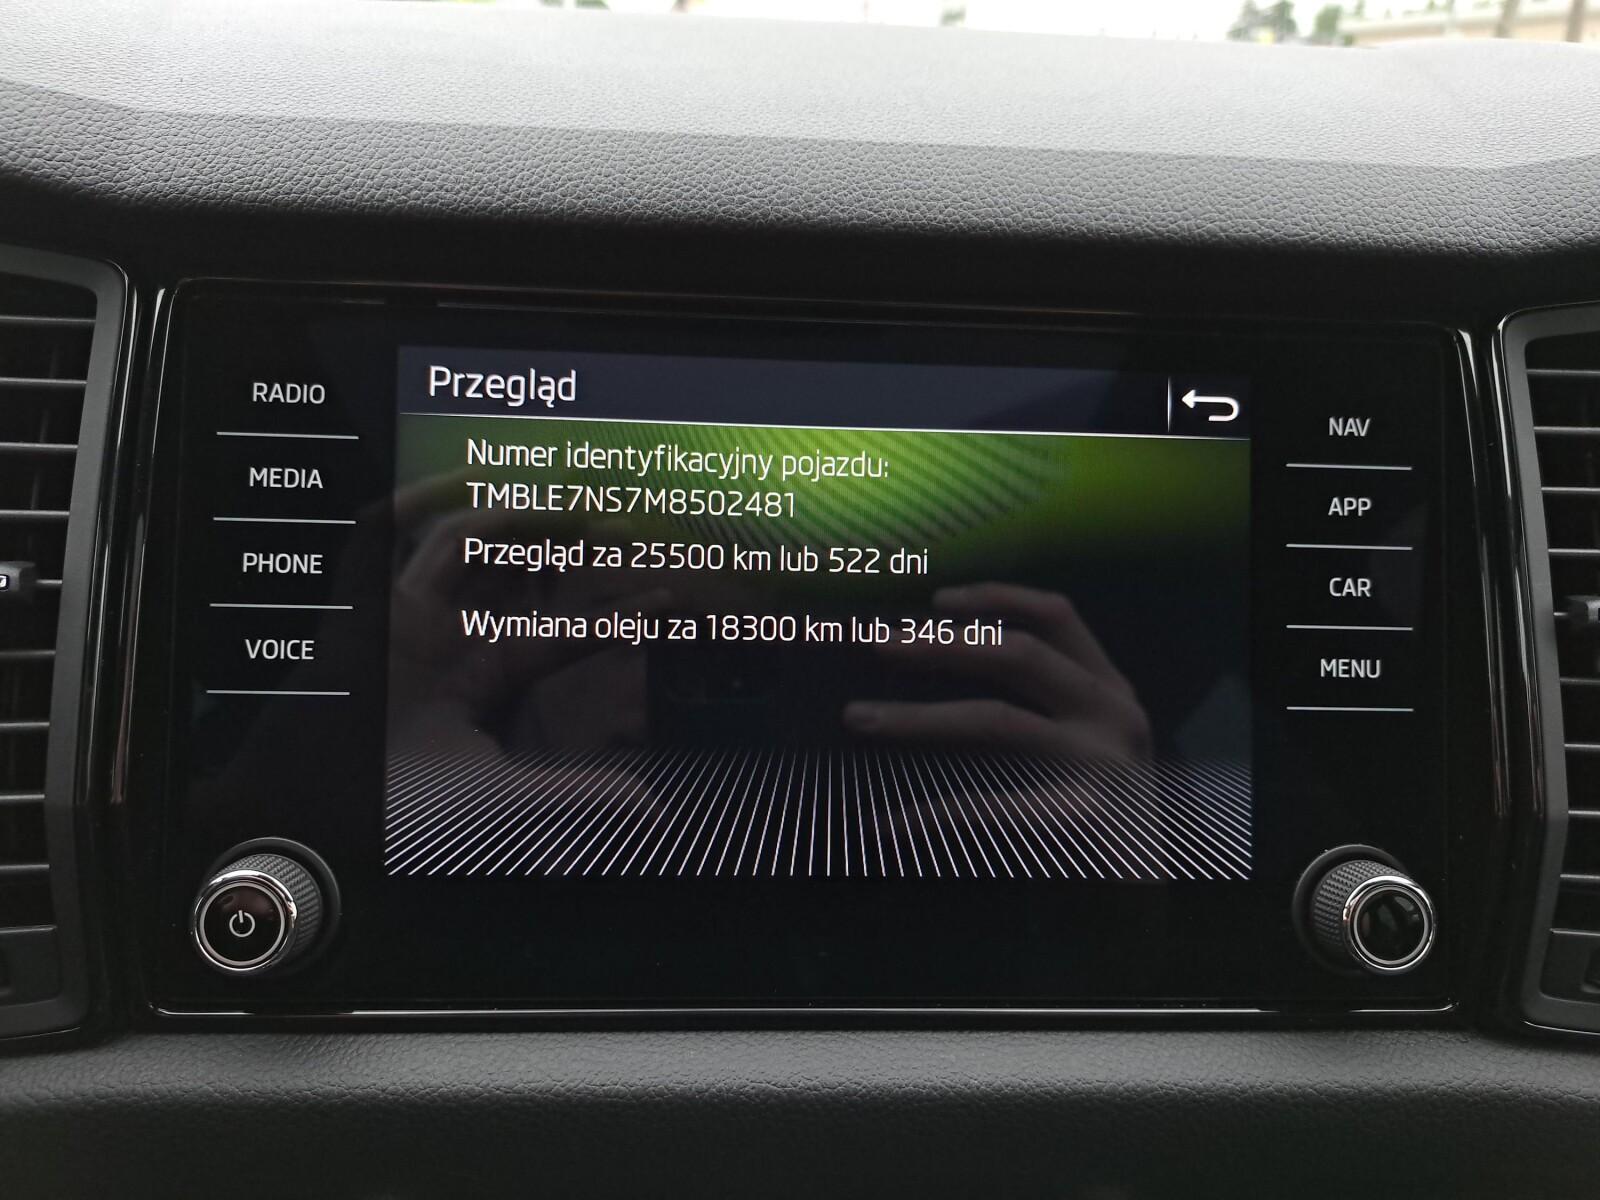 Przegląd
Numer identyfikacyjny pojazdu:
TMBLE7NS7M8502481
Przegląd za 25500 km lub 522 dni
Wymiana oleju za 18300 km lub 346 dni
RADIO
MEDIA
PHONE
VOICE
NAV
APP
CAR
MENU